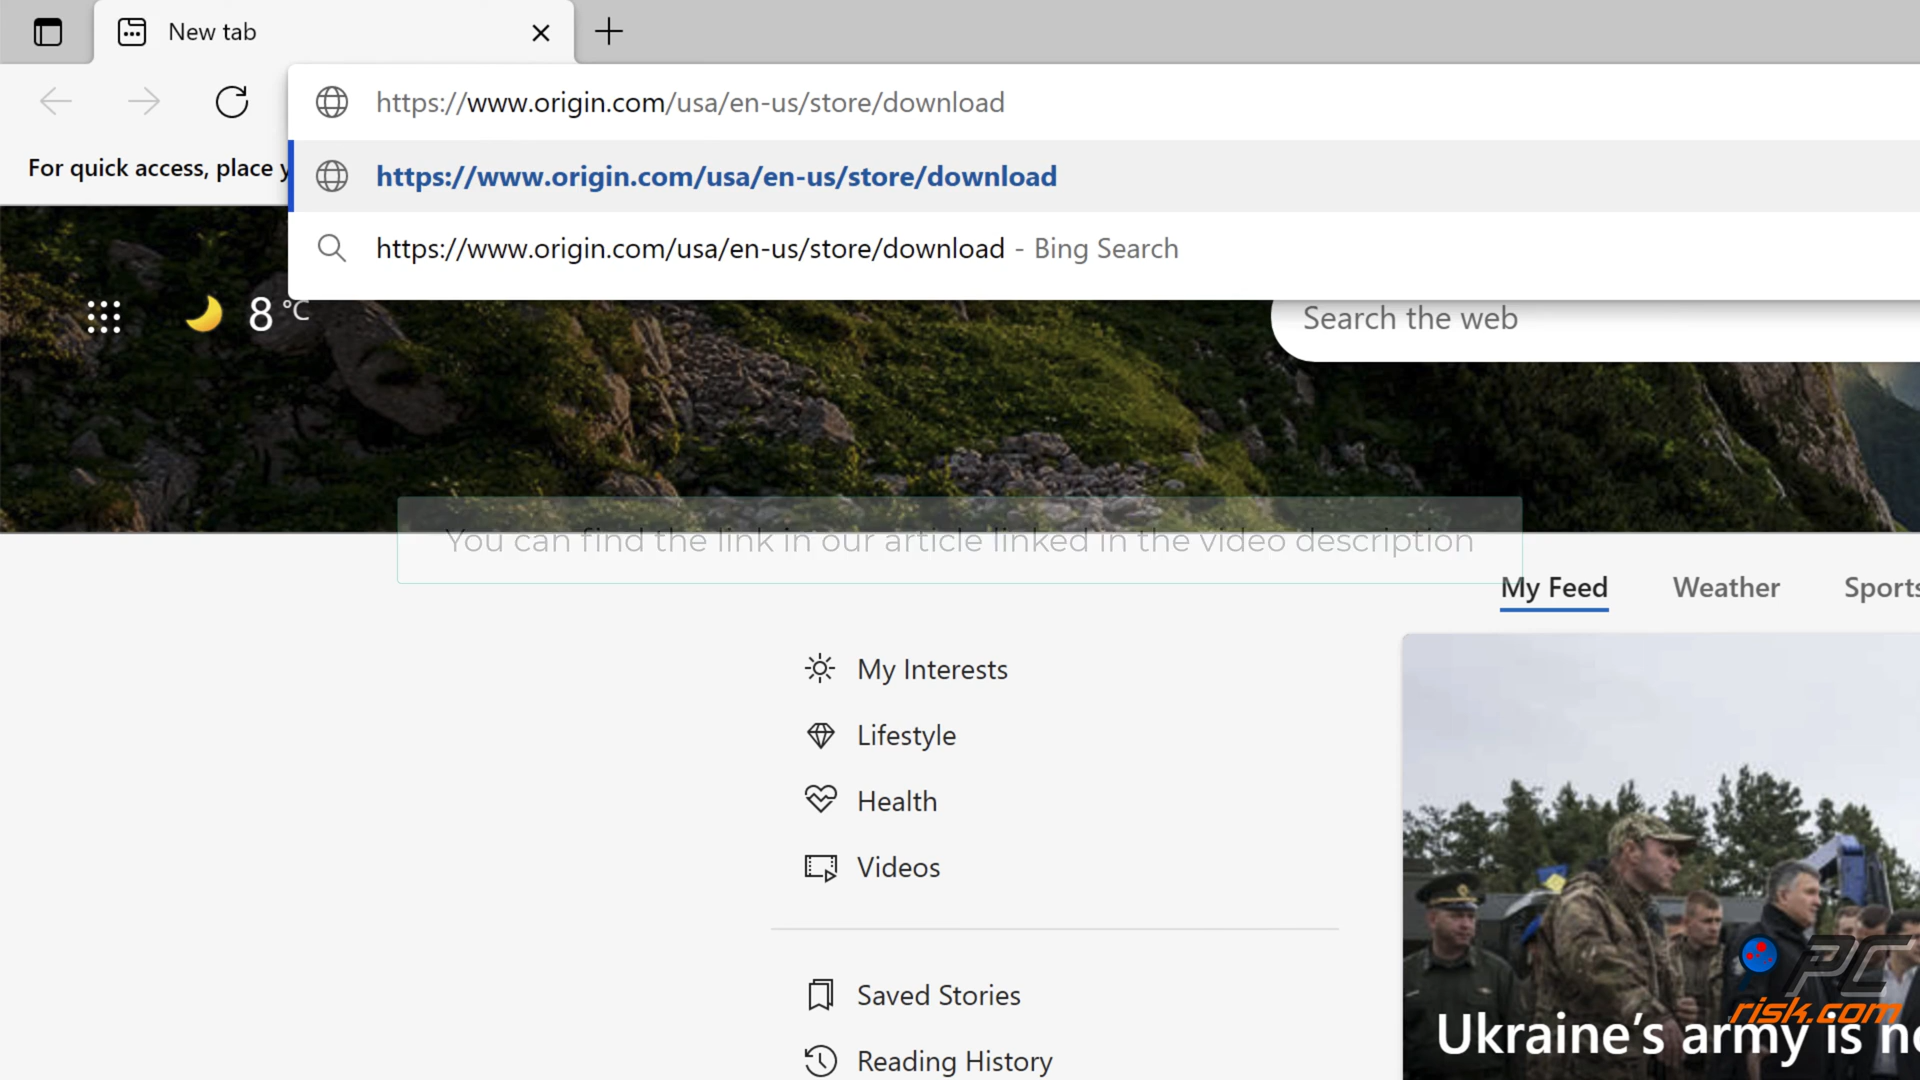 New tab
https://www.origin.com/usa/en-us/store/download
For quick access, place
https://www.origin.com/usa/en-us/store/download
https://www.origin.com/usa/en-us/store/download - Bing Search
8 °C
Search the web
You can find the link in our article linked in the video description
My Feed Weather Sports
My Interests
Lifestyle
Health
Videos
Saved Stories
Reading History
PC
risk.com
Ukraine's army is